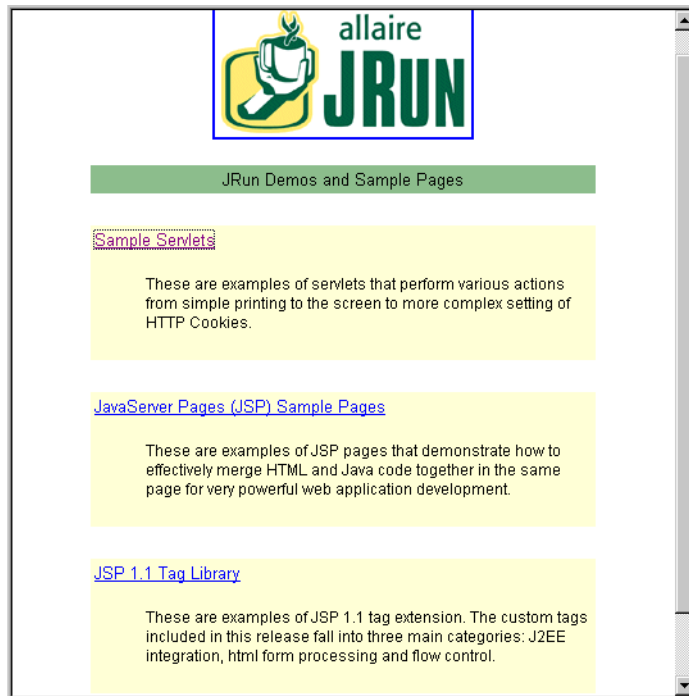 allaire
JRUN
JRun Demos and Sample Pages
Sample Servlets
These are examples of servlets that perform various actions
from simple printing to the screen to more complex setting of
HTTP Cookies.
JavaServer Pages (JSP) Sample Pages
These are examples of JSP pages that demonstrate how to
effectively merge HTML and Java code together in the same
page for very powerful web application development.
JSP 1.1 Tag Library
These are examples of JSP 1.1 tag extension. The custom tags
included in this release fall into three main categories: J2EE
integration, html form processing and flow control.